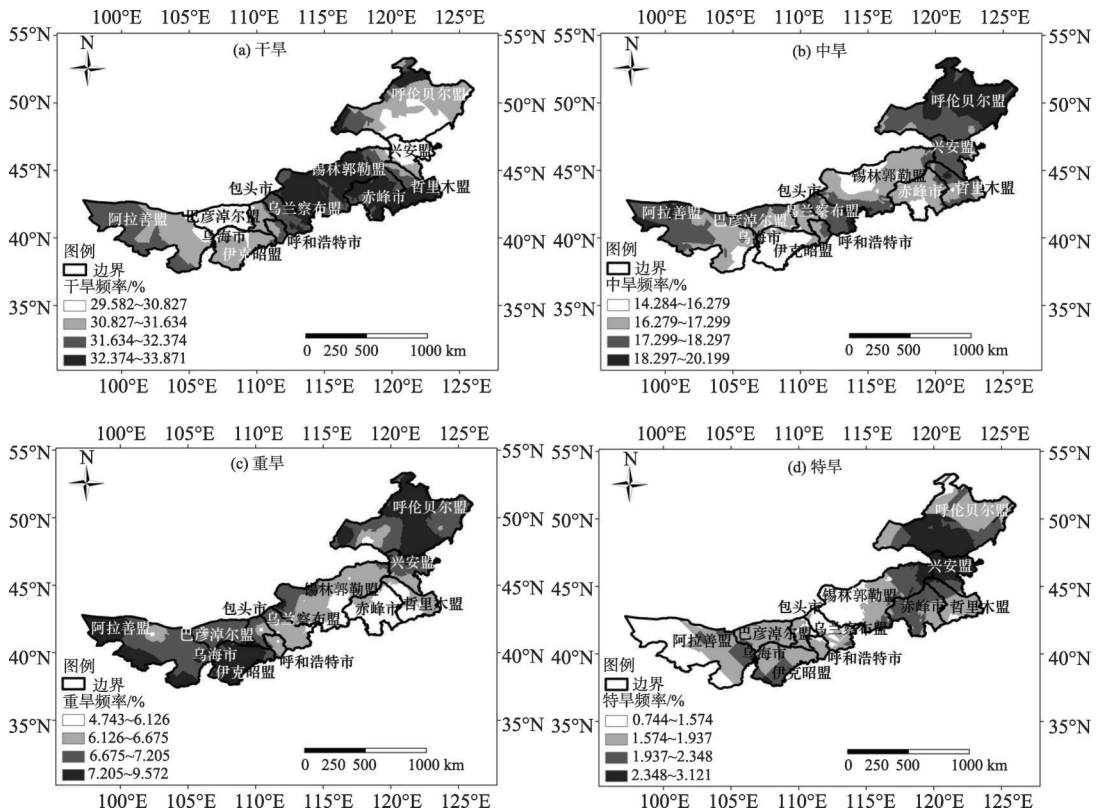 100°E 105°E 110°E 115°E 120°E 125°E
55°N 55°N
N
(a) 干旱
呼伦贝尔盟
50°N 50°N
兴安盟
45°N 45°N
锡林郭勒盟
包头市
哲里木盟
赤峰市
乌兰察布盟
阿拉善盟
巴彦淖尔盟
40°N 40°N
乌海市
呼和浩特市
伊克昭盟
图例
边界
干旱频率/%
35°N 35°N
29.582~30.827
30.827~31.634
31.634~32.374
32.374~33.871
0 250 500 1000 km
100°E 105°E 110°E 115°E 120°E 125°E
100°E 105°E 110°E 115°E 120°E 125°E
55°N 55°N
N
(b) 中旱
呼伦贝尔盟
50°N 50°N
兴安盟
45°N 45°N
锡林郭勒盟
包头市
哲里木盟
赤峰市
乌兰察布盟
阿拉善盟
巴彦淖尔盟
40°N 40°N
乌海市
呼和浩特市
伊克昭盟
图例
边界
中旱频率/%
35°N 35°N
14.284~16.279
16.279~17.299
17.299~18.297
18.297~20.199
0 250 500 1000 km
100°E 105°E 110°E 115°E 120°E 125°E
100°E 105°E 110°E 115°E 120°E 125°E
55°N 55°N
N
(c) 重旱
呼伦贝尔盟
50°N 50°N
兴安盟
45°N 45°N
锡林郭勒盟
包头市
赤峰市
哲里木盟
乌兰察布盟
阿拉善盟
巴彦淖尔盟
40°N 40°N
乌海市
呼和浩特市
伊克昭盟
图例
边界
重旱频率/%
35°N 35°N
4.743~6.126
6.126~6.675
6.675~7.205
7.205~9.572
0 250 500 1000 km
100°E 105°E 110°E 115°E 120°E 125°E
100°E 105°E 110°E 115°E 120°E 125°E
55°N 55°N
N
(d) 特旱
呼伦贝尔盟
50°N 50°N
兴安盟
45°N 45°N
锡林郭勒盟
包头市
赤峰市
哲里木盟
乌兰察布盟
阿拉善盟
巴彦淖尔盟
40°N 40°N
乌海市
呼和浩特市
伊克昭盟
图例
边界
特旱频率/%
35°N 35°N
0.744~1.574
1.574~1.937
1.937~2.348
2.348~3.121
0 250 500 1000 km
100°E 105°E 110°E 115°E 120°E 125°E